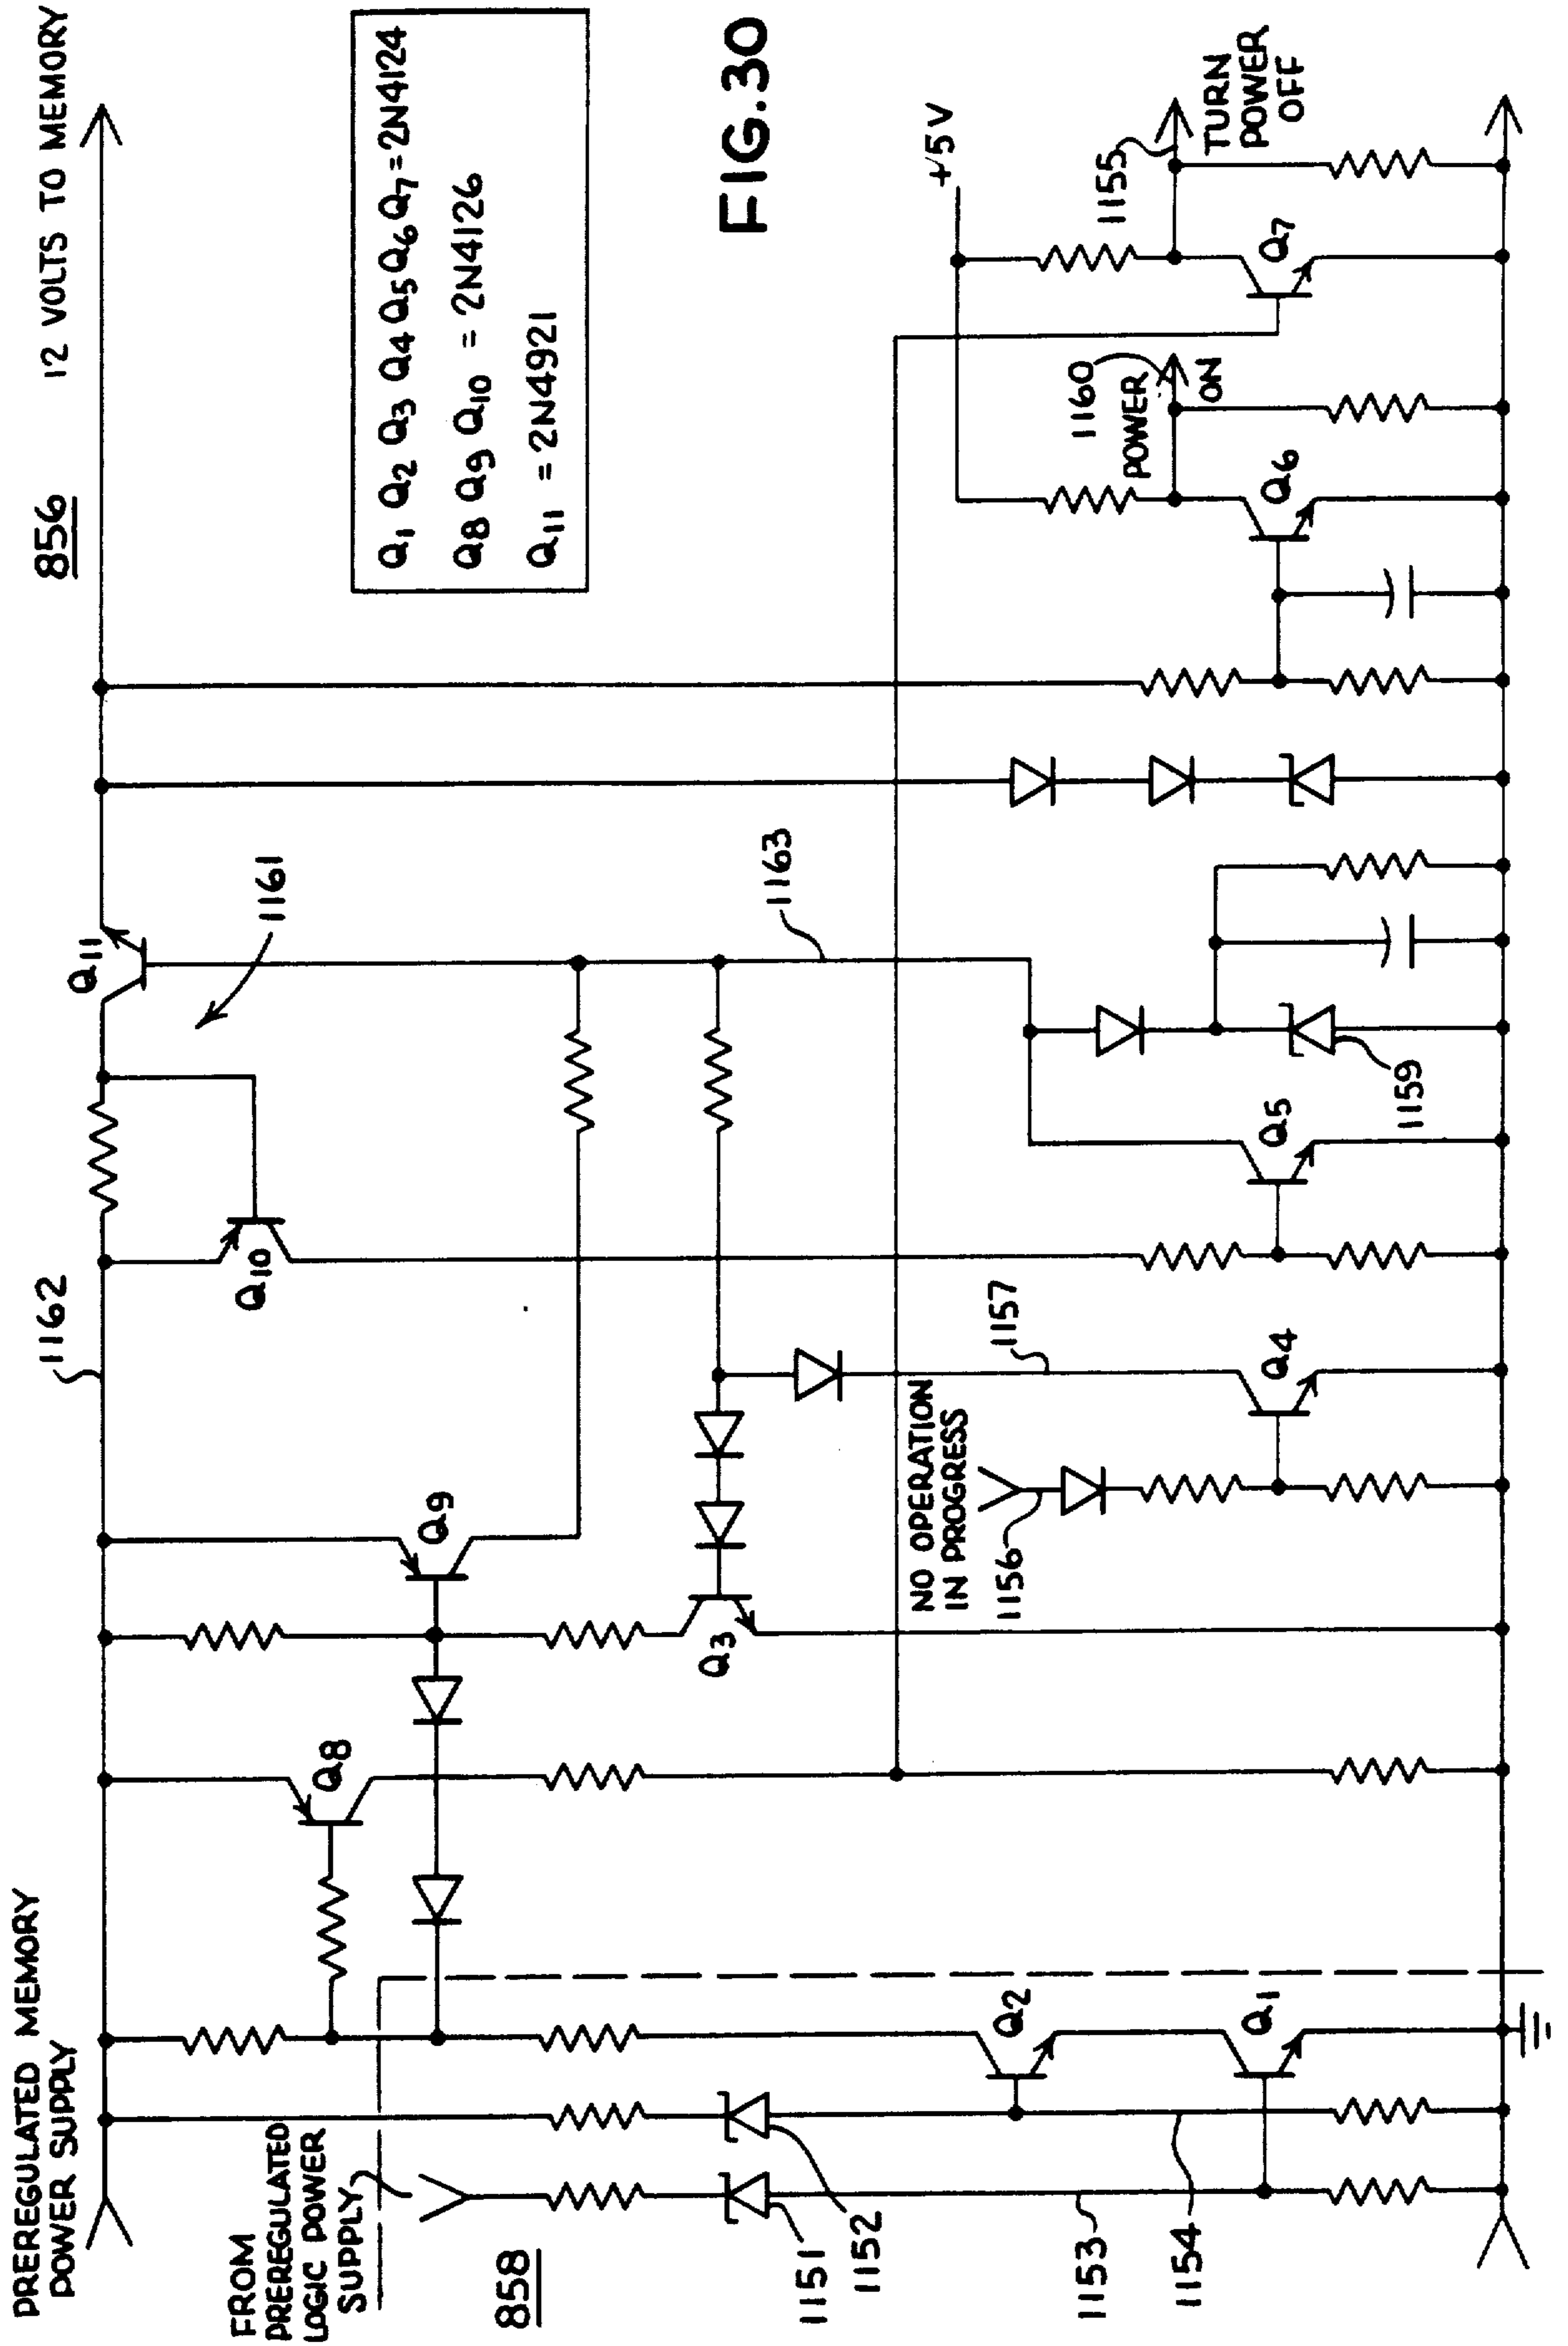 PREREGULATED MEMORY
POWER SUPPLY
1162
856
12 VOLTS TO MEMORY
FROM
PREREGULATED
LOGIC POWER
SUPPLY
858
Q8
Q9
Q10
Q11
1161
Q1 Q2 Q3 Q4 Q5 Q6 Q7 = 2N4124
Q8 Q9 Q10 = 2N4126
Q11 = 2N4921
FIG.30
1151
1152
1153
1154
Q2
Q1
Q3
NO OPERATION
IN PROGRESS
1156
1157
Q4
1163
Q5
1159
Q6
1160
POWER
ON
+5V
Q7
1155
TURN
POWER
OFF